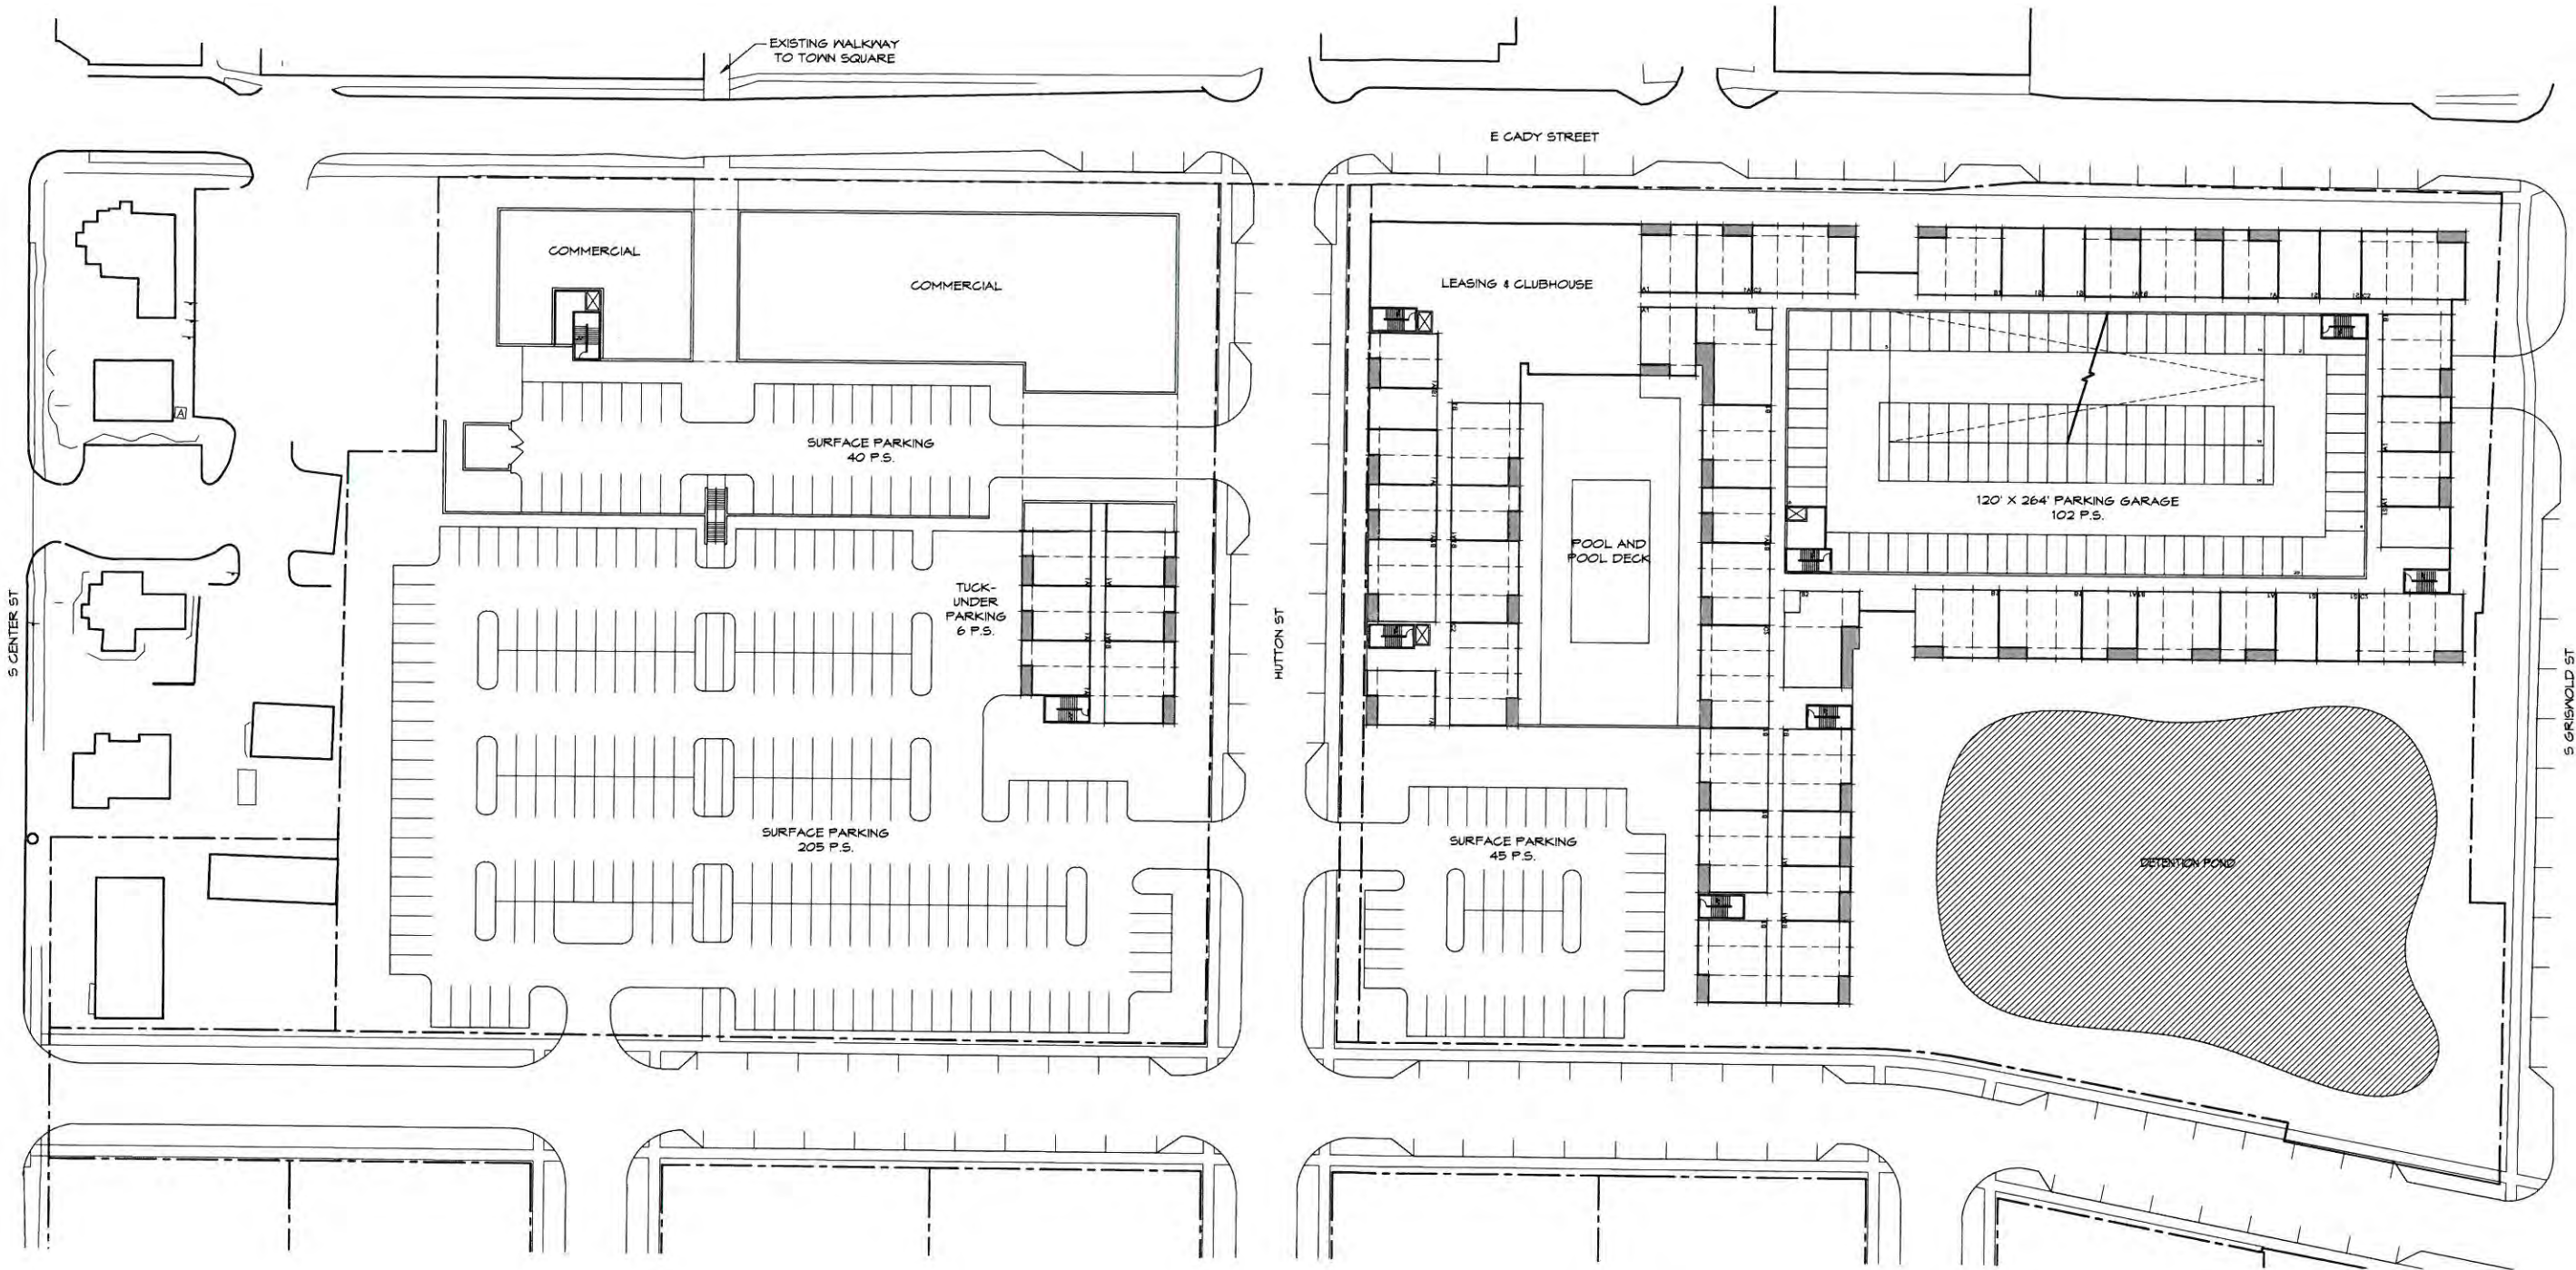 EXISTING WALKWAY
TO TOWN SQUARE
E CADY STREET
COMMERCIAL
COMMERCIAL
LEASING & CLUBHOUSE
SURFACE PARKING
40 P.S.
120' X 264' PARKING GARAGE
102 P.S.
POOL AND
POOL DECK
TUCK-
UNDER
PARKING
6 P.S.
S CENTER ST
HUTTON ST
S GRISWOLD ST
SURFACE PARKING
205 P.S.
SURFACE PARKING
45 P.S.
DETENTION POND
A